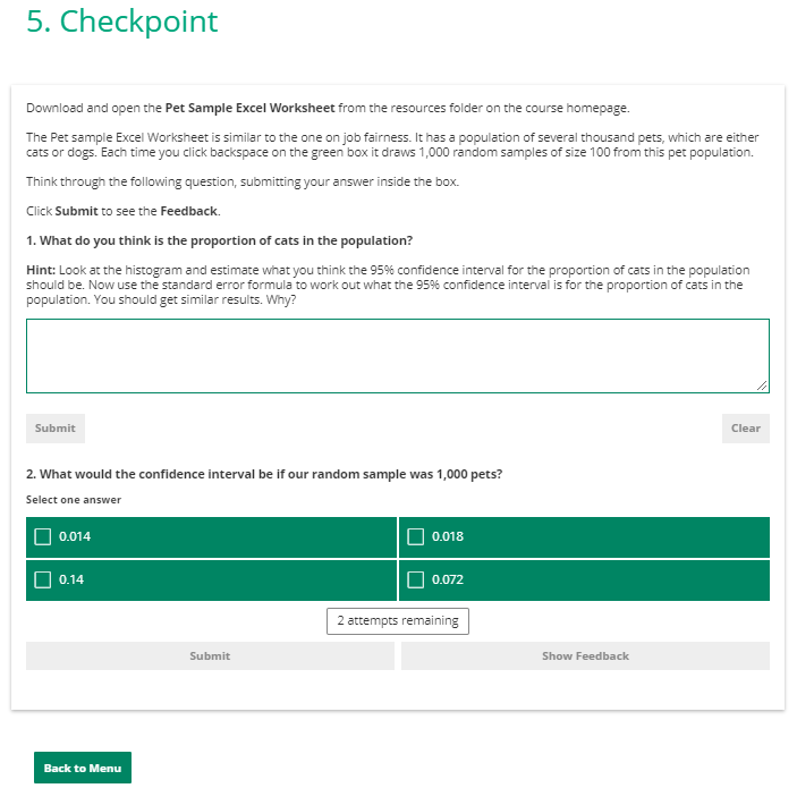 5. Checkpoint
Download and open the Pet Sample Excel Worksheet from the resources folder on the course homepage.
The Pet sample Excel Worksheet is similar to the one on job fairness. It has a population of several thousand pets, which are either
cats or dogs. Each time you click backspace on the green box it draws 1,000 random samples of size 100 from this pet population.
Think through the following question, submitting your answer inside the box.
Click Submit to see the Feedback.
1. What do you think is the proportion of cats in the population?
Hint: Look at the histogram and estimate what you think the 95% confidence interval for the proportion of cats in the population
should be. Now use the standard error formula to work out what the 95% confidence interval is for the proportion of cats in the
population. You should get similar results. Why?
Submit
Clear
2. What would the confidence interval be if our random sample was 1,000 pets?
Select one answer
0.014
0.018
0.14
0.072
2 attempts remaining
Submit
Show Feedback
Back to Menu